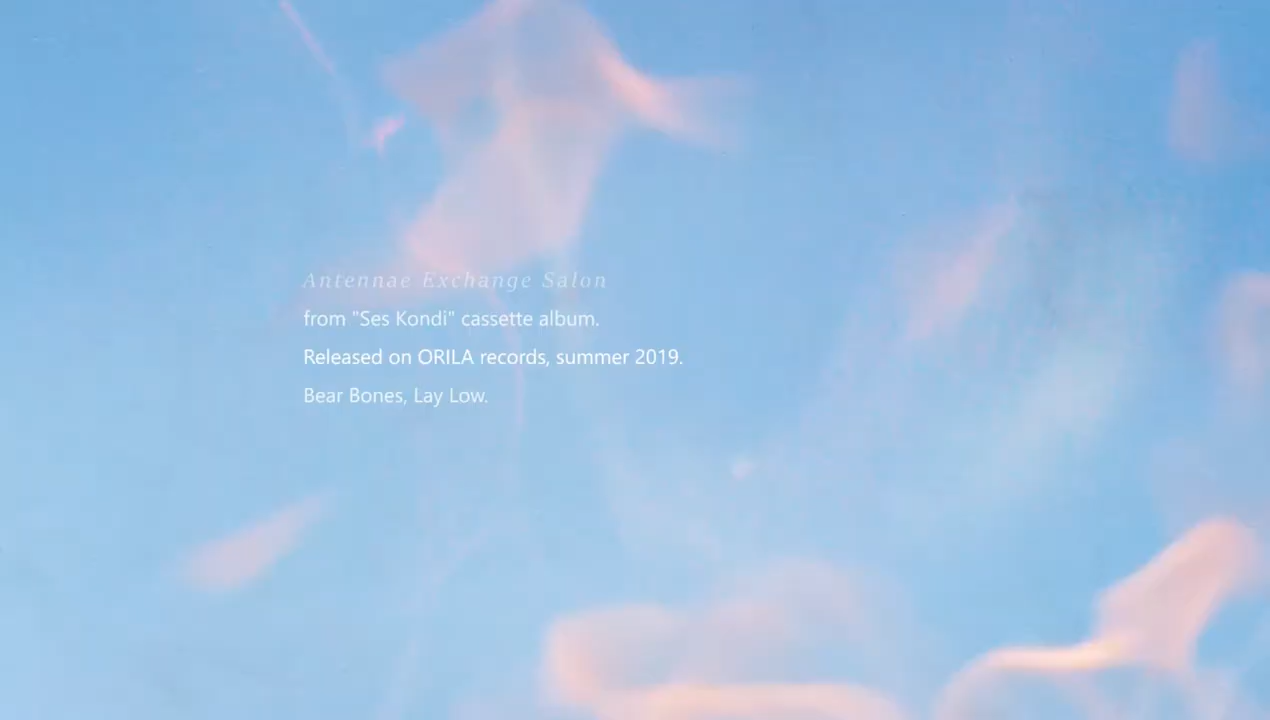 Antennae Exchange Salon
from "Ses Kondi" cassette album.
Released on ORILA records, summer 2019.
Bear Bones, Lay Low.